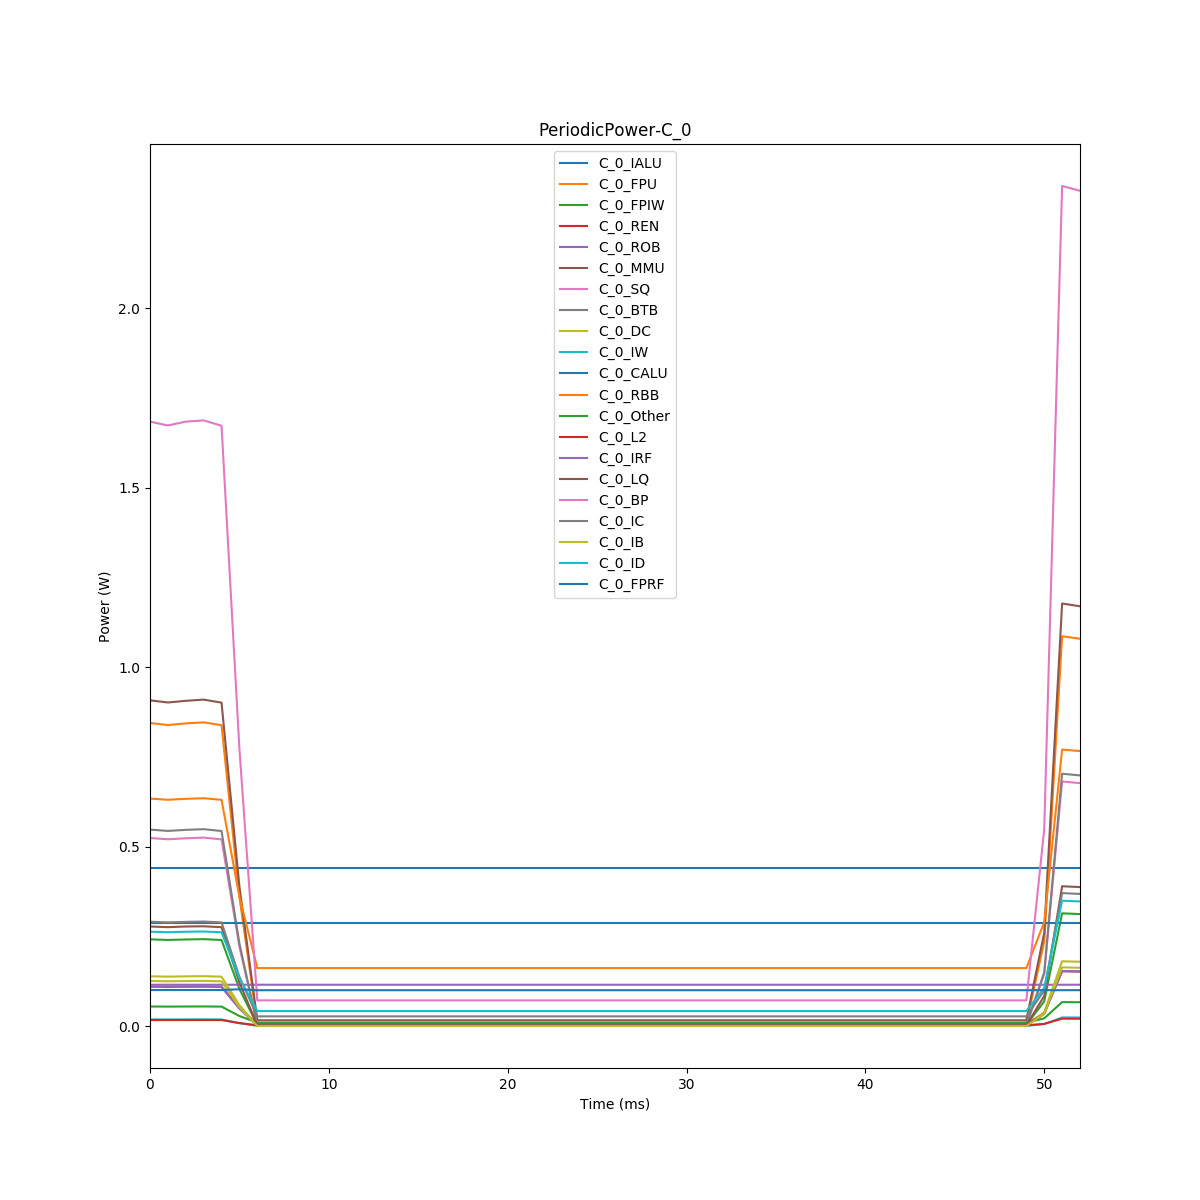 PeriodicPower-C_0
C_0_IALU
C_0_FPU
C_0_FPIW
C_0_REN
C_0_ROB
C_0_MMU
C_0_SQ
C_0_BTB
C_0_DC
C_0_IW
C_0_CALU
C_0_RBB
C_0_Other
C_0_L2
C_0_IRF
C_0_LQ
C_0_BP
C_0_IC
C_0_IB
C_0_ID
C_0_FPRF
2.0
1.5
1.0
0.5
0.0
Power (W)
0 10 20 30 40 50
Time (ms)